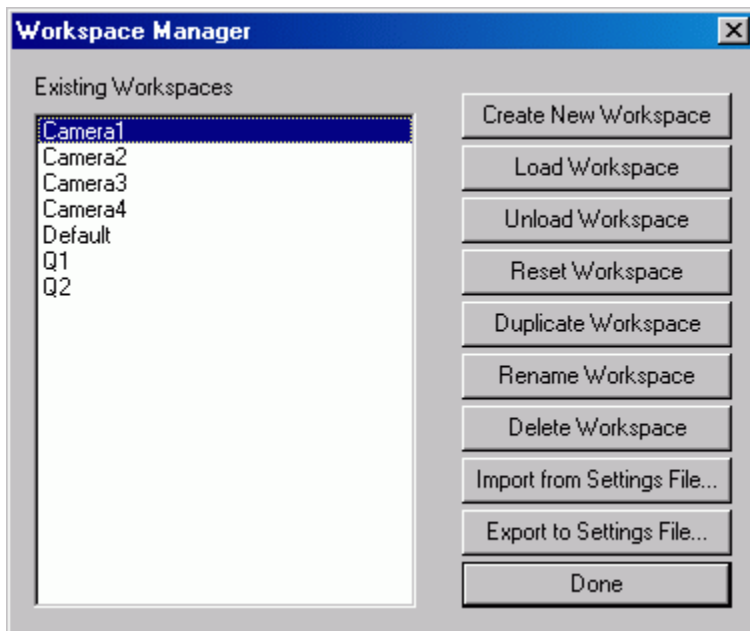 Workspace Manager
Existing Workspaces
Camera1
Camera2
Camera3
Camera4
Default
Q1
Q2
Create New Workspace
Load Workspace
Unload Workspace
Reset Workspace
Duplicate Workspace
Rename Workspace
Delete Workspace
Import from Settings File...
Export to Settings File...
Done